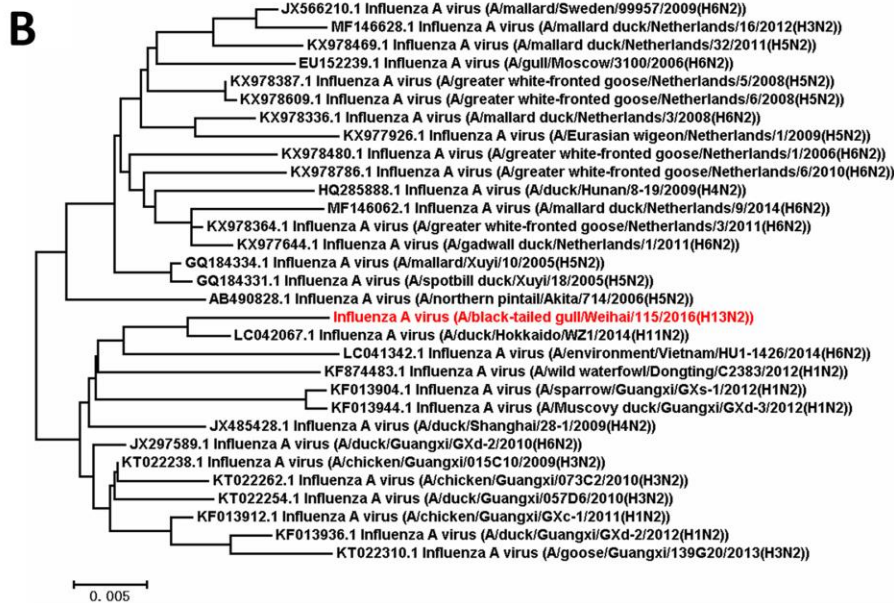 B
JX566210.1 Influenza A virus (A/mallard/Sweden/99957/2009(H6N2))
MF146628.1 Influenza A virus (A/mallard duck/Netherlands/16/2012(H3N2))
KX978469.1 Influenza A virus (A/mallard duck/Netherlands/32/2011(H5N2))
EU152239.1 Influenza A virus (A/gull/Moscow/3100/2006(H6N2))
KX978387.1 Influenza A virus (A/greater white-fronted goose/Netherlands/5/2008(H5N2))
KX978609.1 Influenza A virus (A/greater white-fronted goose/Netherlands/6/2008(H5N2))
KX978336.1 Influenza A virus (A/mallard duck/Netherlands/3/2008(H6N2))
KX977926.1 Influenza A virus (A/Eurasian wigeon/Netherlands/1/2009(H5N2))
KX978480.1 Influenza A virus (A/greater white-fronted goose/Netherlands/1/2006(H6N2))
KX978786.1 Influenza A virus (A/greater white-fronted goose/Netherlands/6/2010(H6N2))
HQ285888.1 Influenza A virus (A/duck/Hunan/8-19/2009(H4N2))
MF146062.1 Influenza A virus (A/mallard duck/Netherlands/9/2014(H6N2))
KX978364.1 Influenza A virus (A/greater white-fronted goose/Netherlands/3/2011(H6N2))
KX977644.1 Influenza A virus (A/gadwall duck/Netherlands/1/2011(H6N2))
GQ184334.1 Influenza A virus (A/mallard/Xuyi/10/2005(H5N2))
GQ184331.1 Influenza A virus (A/spotbill duck/Xuyi/18/2005(H5N2))
AB490828.1 Influenza A virus (A/northern pintail/Akita/714/2006(H5N2))
Influenza A virus (A/black-tailed gull/Weihai/115/2016(H13N2))
LC042067.1 Influenza A virus (A/duck/Hokkaido/WZ1/2014(H11N2))
LC041342.1 Influenza A virus (A/environment/Vietnam/HU1-1426/2014(H6N2))
KF874483.1 Influenza A virus (A/wild waterfowl/Dongting/C2383/2012(H1N2))
KF013904.1 Influenza A virus (A/sparrow/Guangxi/GXs-1/2012(H1N2))
KF013944.1 Influenza A virus (A/Muscovy duck/Guangxi/GXd-3/2012(H1N2))
JX485428.1 Influenza A virus (A/duck/Shanghai/28-1/2009(H4N2))
JX297589.1 Influenza A virus (A/duck/Guangxi/GXd-2/2010(H6N2))
KT022238.1 Influenza A virus (A/chicken/Guangxi/015C10/2009(H3N2))
KT022262.1 Influenza A virus (A/chicken/Guangxi/073C2/2010(H3N2))
KT022254.1 Influenza A virus (A/duck/Guangxi/057D6/2010(H3N2))
KF013912.1 Influenza A virus (A/chicken/Guangxi/GXc-1/2011(H1N2))
KF013936.1 Influenza A virus (A/duck/Guangxi/GXd-2/2012(H1N2))
KT022310.1 Influenza A virus (A/goose/Guangxi/139G20/2013(H3N2))
0.005